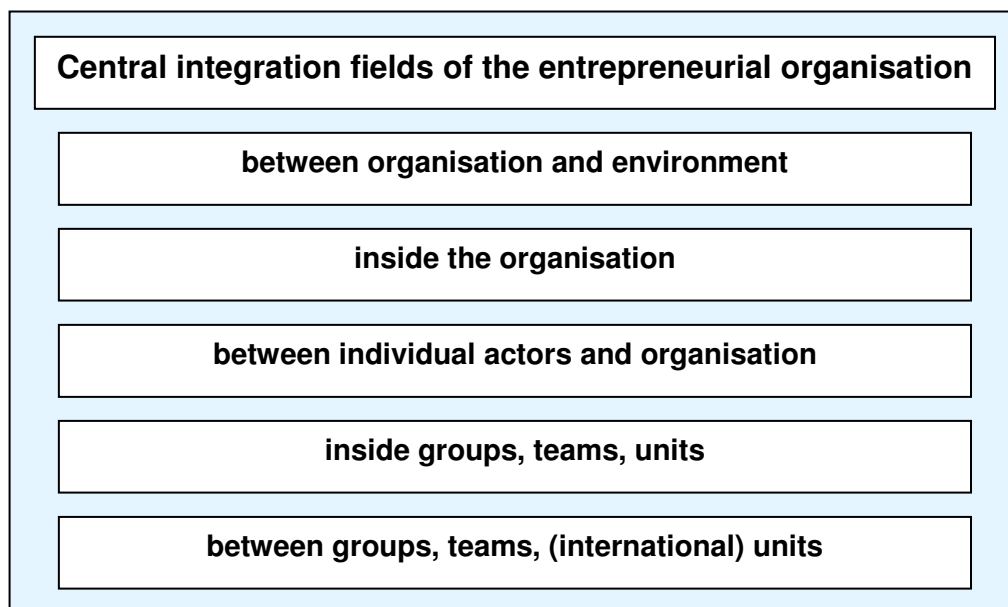 Central integration fields of the entrepreneurial organisation
between organisation and environment
inside the organisation
between individual actors and organisation
inside groups, teams, units
between groups, teams, (international) units